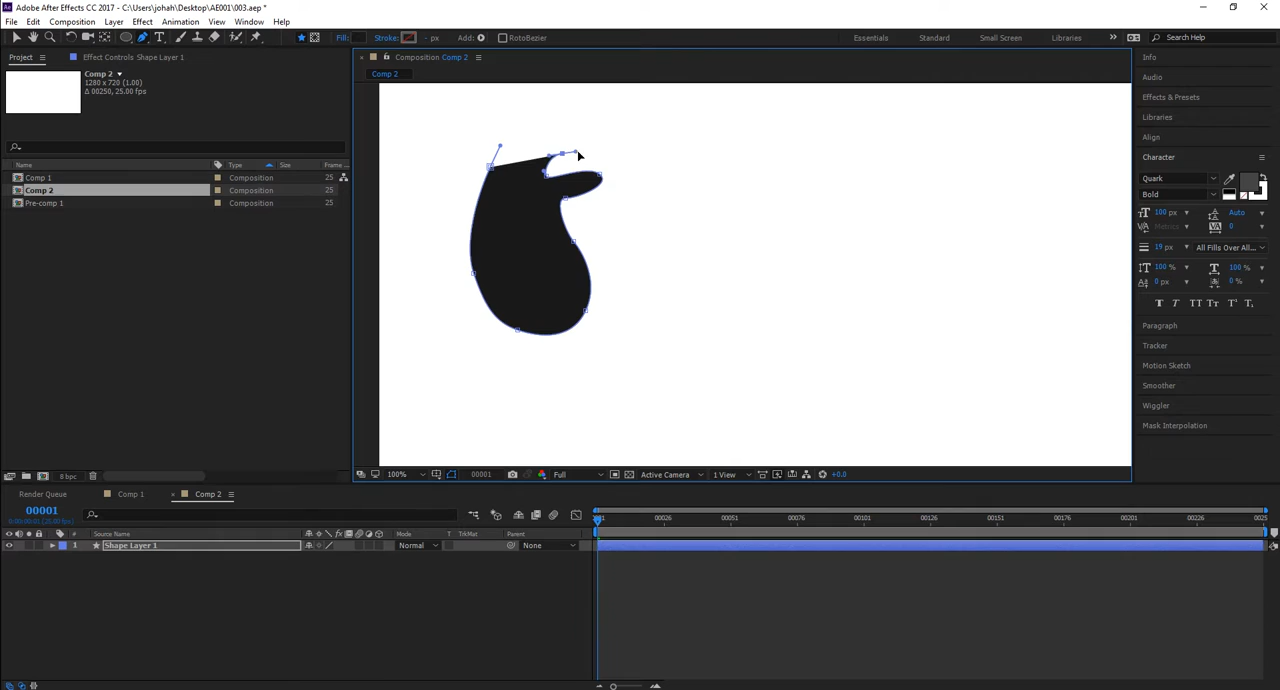 Adobe After Effects CC 2017 - C:\Users\johah\Desktop\AE001\003.aep *
File Edit Composition Layer Effect Animation View Window Help
Fill: Stroke: - px Add: RotoBezier Essentials Standard Small Screen Libraries Search Help
Project Effect Controls Shape Layer 1 Composition Comp 2 Info
Comp 2
Comp 2
1280 x 720 (1.00)
Δ 00250, 25.00 fps
Audio
Effects & Presets
Libraries
Align
Character
Name Type Size Frame ...
Comp 1 Composition 25
Comp 2 Composition 25
Pre-comp 1 Composition 25
Quark
Bold
100 px Auto
Metrics 0
19 px All Fills Over All...
100 % 100 %
0 px 0 %
Paragraph
Tracker
Motion Sketch
Smoother
Wiggler
Mask Interpolation
8 bpc 100% 00001 Full Active Camera 1 View +0.0
Render Queue Comp 1 Comp 2
00001
0:00:00:01 (25.00 fps)
00026 00051 00076 00101 00126 00151 00176 00201 00226 0025
# Source Name Mode T TrkMat Parent
1 Shape Layer 1 Normal None